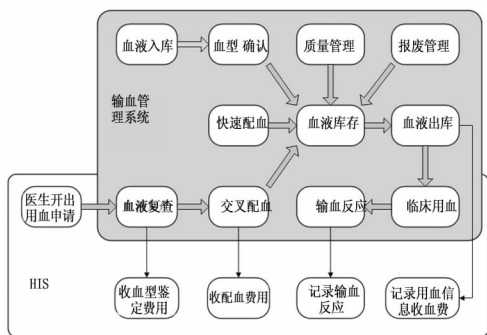 血液入库
血型 确认
质量管理
报废管理
输血管
理系统
快速配血
血液库存
血液出库
医生开出
用血申请
血液复查
交叉配血
输血反应
临床用血
HIS
收血型鉴
定费用
收配血费用
记录输血
反应
记录用血信
息收血费